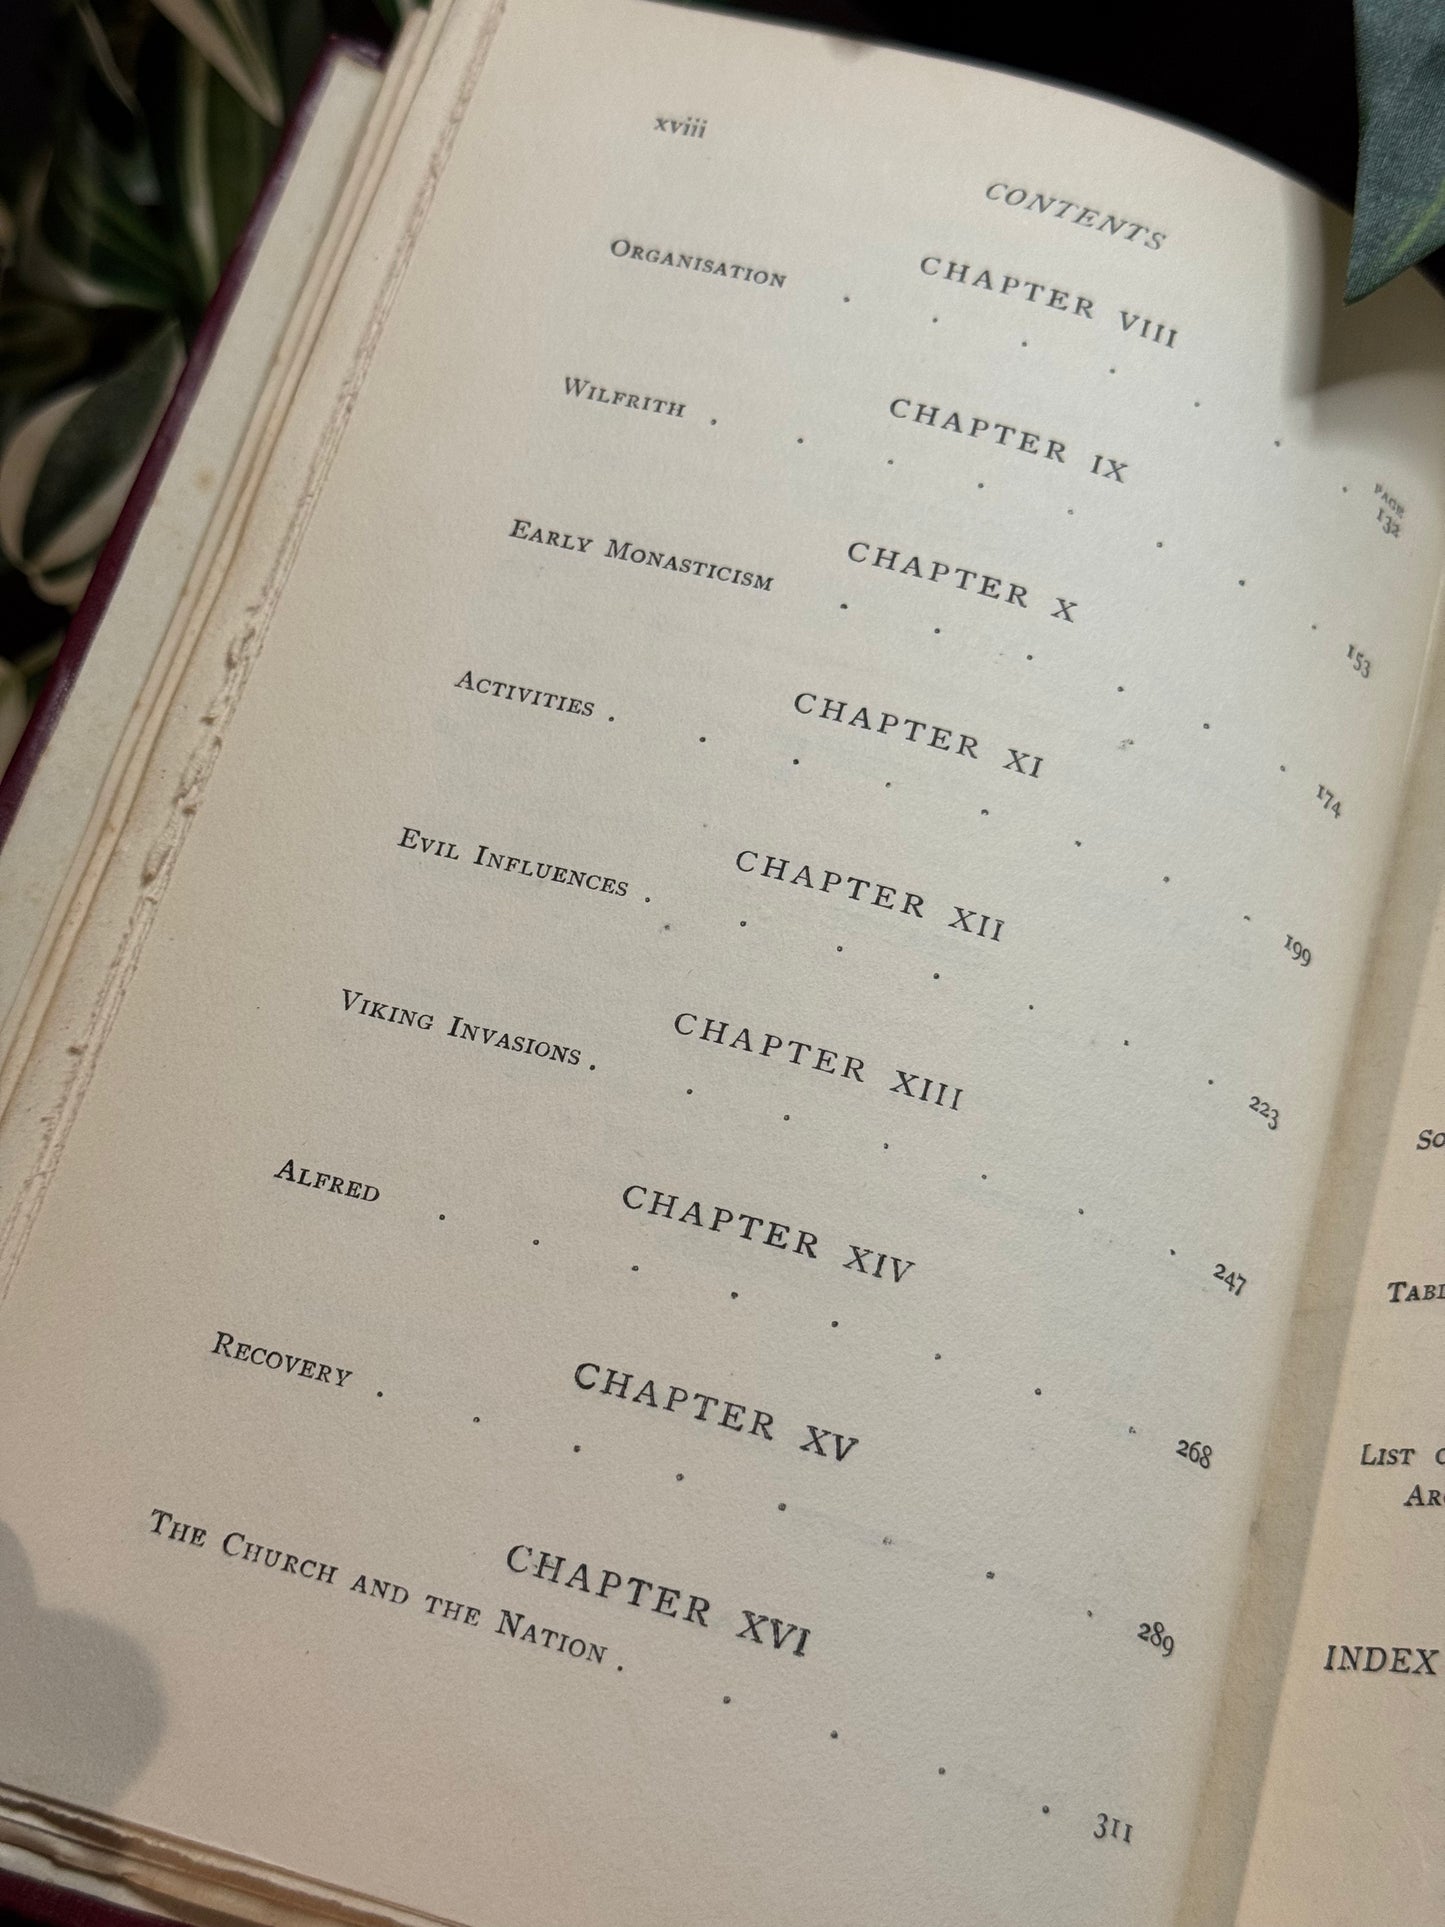 xviii CONTENTS
CHAPTER VIII
PAGE
Organisation . . . . . . . 132
CHAPTER IX
Wilfrith . . . . . . . . 153
CHAPTER X
Early Monasticism . . . . . . 174
CHAPTER XI
Activities . . . . . . . . 199
CHAPTER XII
Evil Influences . . . . . . . 223
CHAPTER XIII
Viking Invasions . . . . . . . 247
CHAPTER XIV
Alfred . . . . . . . . 268
CHAPTER XV
Recovery . . . . . . . . 289
CHAPTER XVI
The Church and the Nation . . . . . 311
List
INDEX